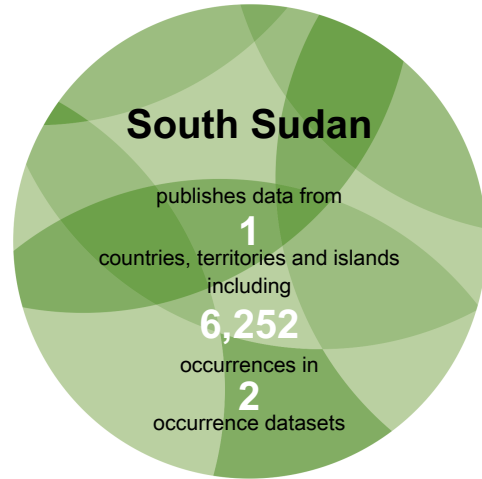 South Sudan
publishes data from
1
countries, territories and islands
including
6,252
occurrences in
2
occurrence datasets